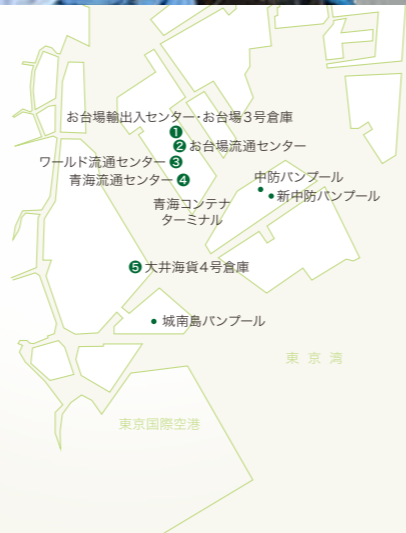 お台場輸出入センター・お台場3号倉庫
❶
❷ お台場流通センター
ワールド流通センター ❸
青海流通センター ❹
中防バンプール
新中防バンプール
青海コンテナ
ターミナル
❺ 大井海貨4号倉庫
城南島バンプール
東京湾
東京国際空港